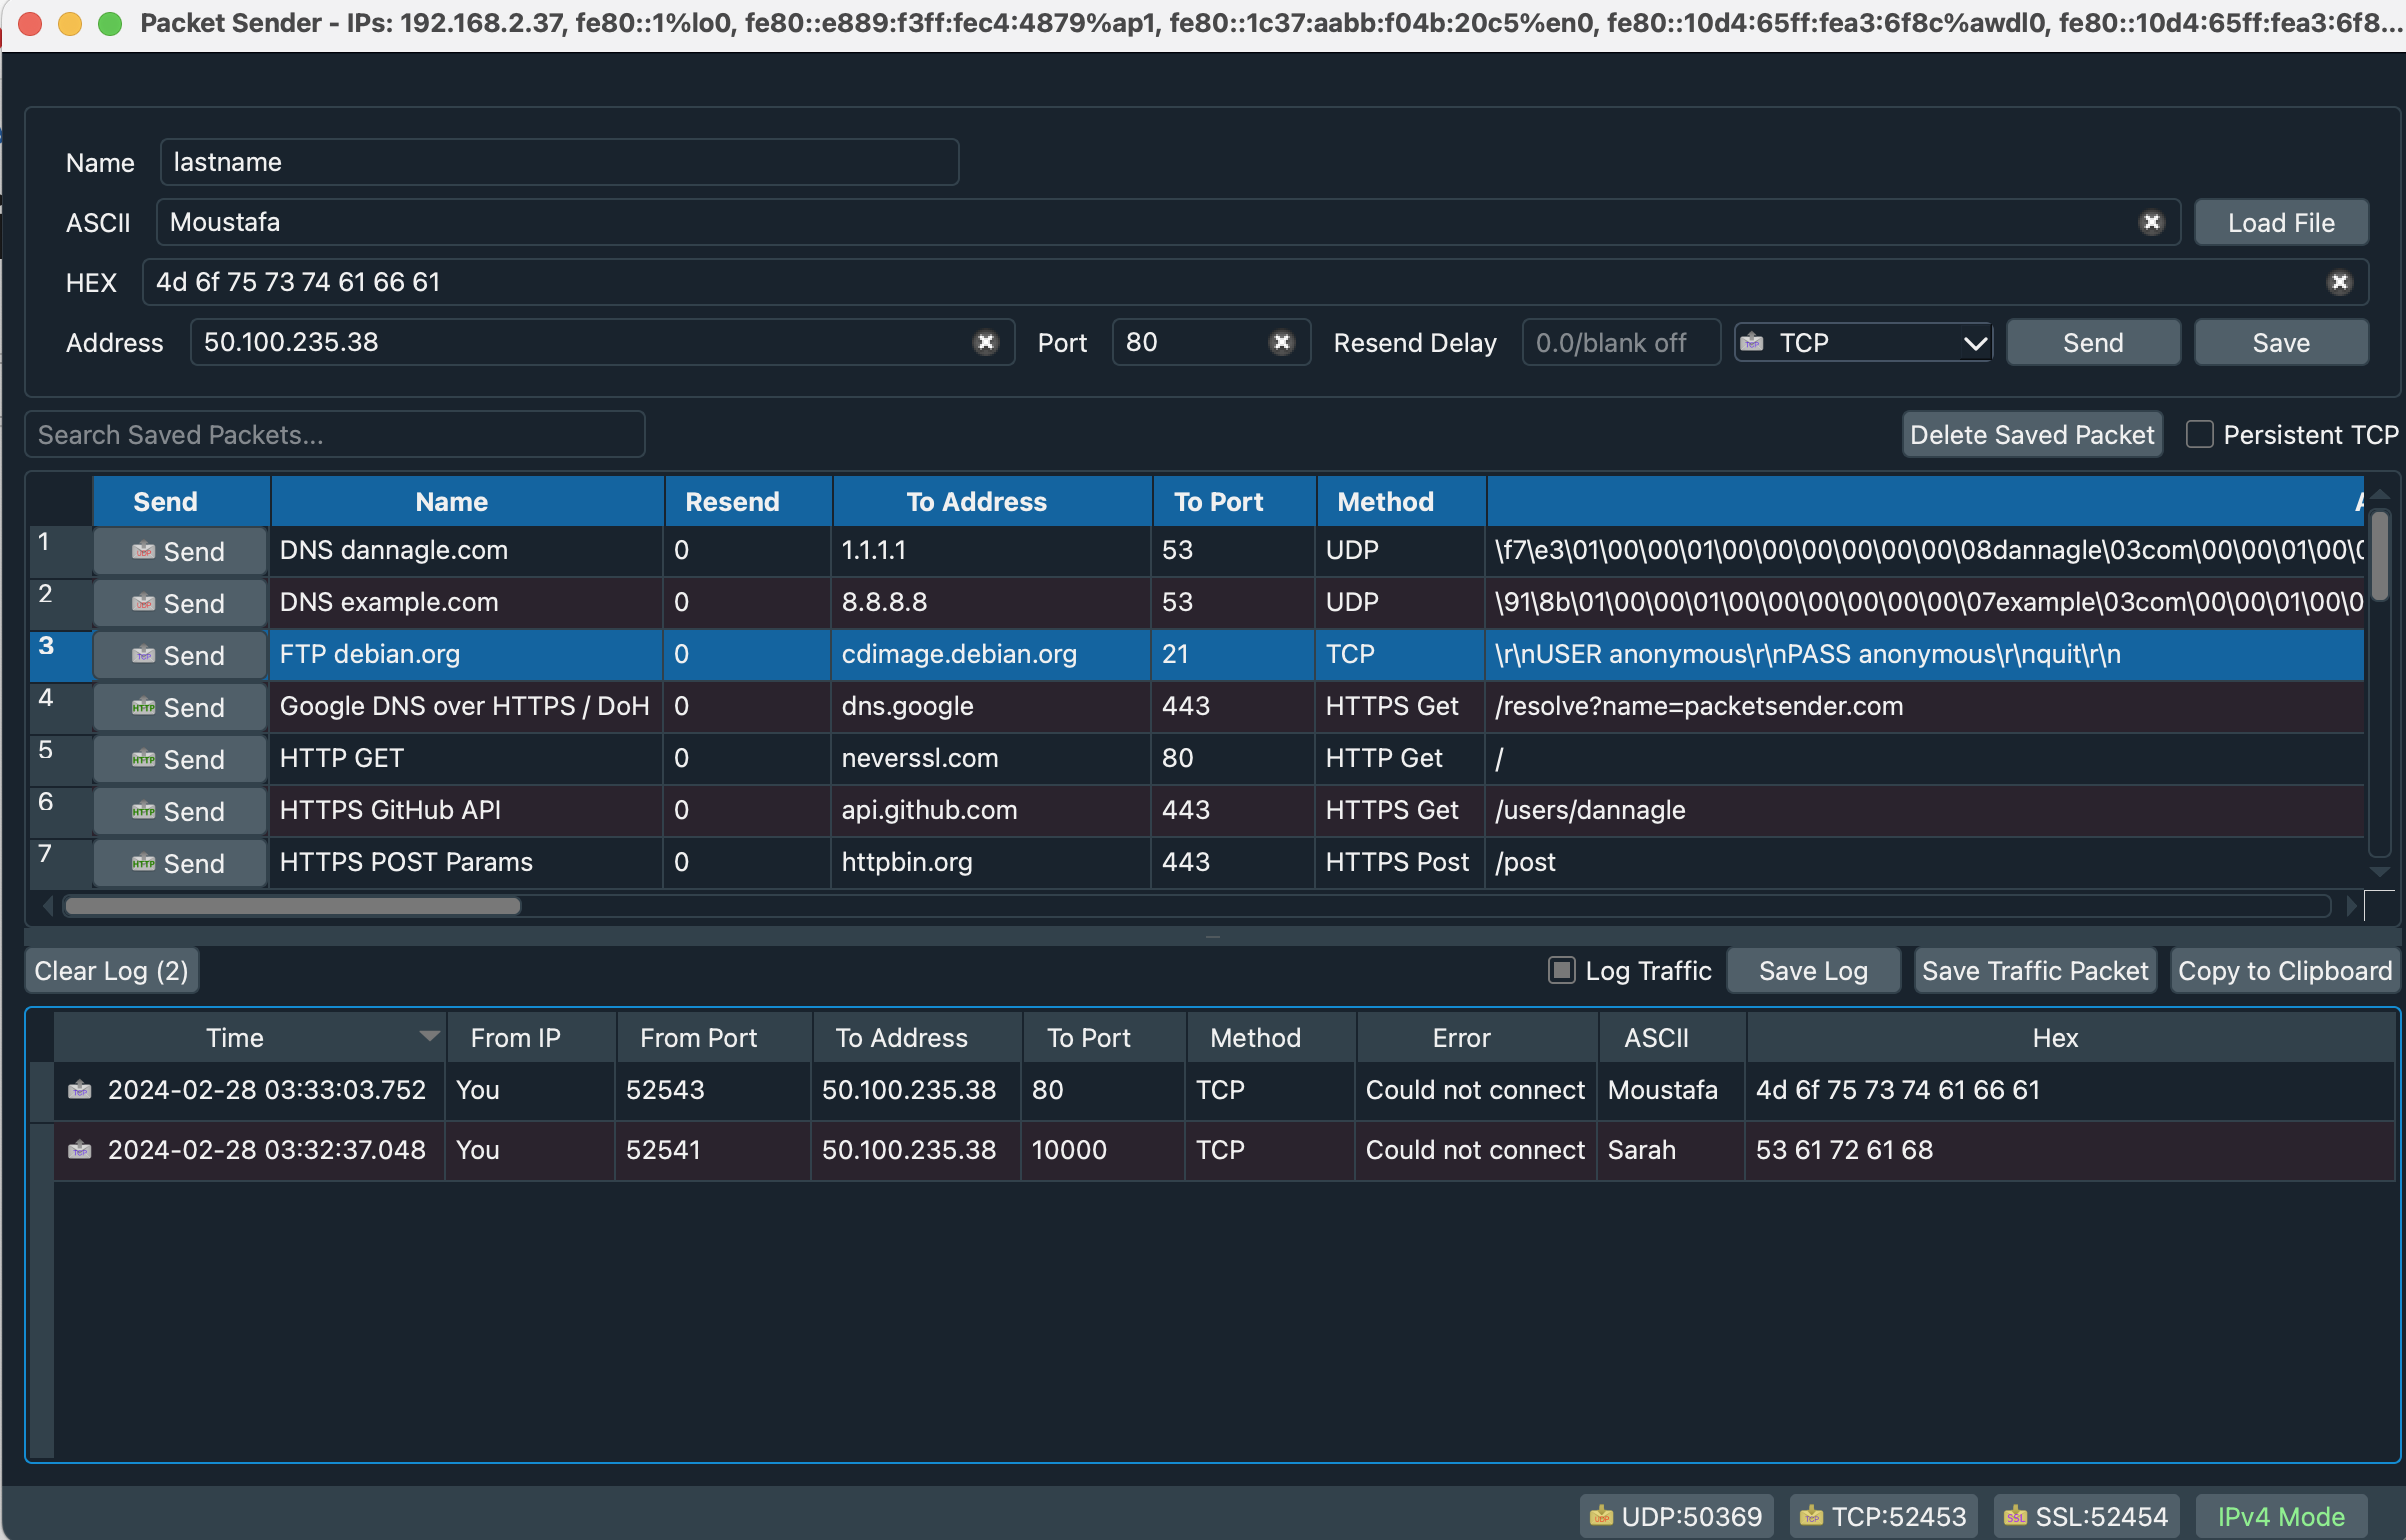 Packet Sender - IPs: 192.168.2.37, fe80::1%lo0, fe80::e889:f3ff:fec4:4879%ap1, fe80::1c37:aabb:f04b:20c5%en0, fe80::10d4:65ff:fea3:6f8c%awdl0, fe80::10d4:65ff:fea3:6f8...
Name lastname
ASCII Moustafa Load File
HEX 4d 6f 75 73 74 61 66 61
Address 50.100.235.38 Port 80 Resend Delay 0.0/blank off TCP Send Save
Search Saved Packets... Delete Saved Packet Persistent TCP
Send Name Resend To Address To Port Method A
1 Send DNS dannagle.com 0 1.1.1.1 53 UDP \f7\e3\01\00\00\01\00\00\00\00\00\00\08dannagle\03com\00\00\01\00\0
2 Send DNS example.com 0 8.8.8.8 53 UDP \91\8b\01\00\00\01\00\00\00\00\00\00\07example\03com\00\00\01\00\0
3 Send FTP debian.org 0 cdimage.debian.org 21 TCP \r\nUSER anonymous\r\nPASS anonymous\r\nquit\r\n
4 Send Google DNS over HTTPS / DoH 0 dns.google 443 HTTPS Get /resolve?name=packetsender.com
5 Send HTTP GET 0 neverssl.com 80 HTTP Get /
6 Send HTTPS GitHub API 0 api.github.com 443 HTTPS Get /users/dannagle
7 Send HTTPS POST Params 0 httpbin.org 443 HTTPS Post /post
Clear Log (2) Log Traffic Save Log Save Traffic Packet Copy to Clipboard
Time From IP From Port To Address To Port Method Error ASCII Hex
2024-02-28 03:33:03.752 You 52543 50.100.235.38 80 TCP Could not connect Moustafa 4d 6f 75 73 74 61 66 61
2024-02-28 03:32:37.048 You 52541 50.100.235.38 10000 TCP Could not connect Sarah 53 61 72 61 68
UDP:50369 TCP:52453 SSL:52454 IPv4 Mode